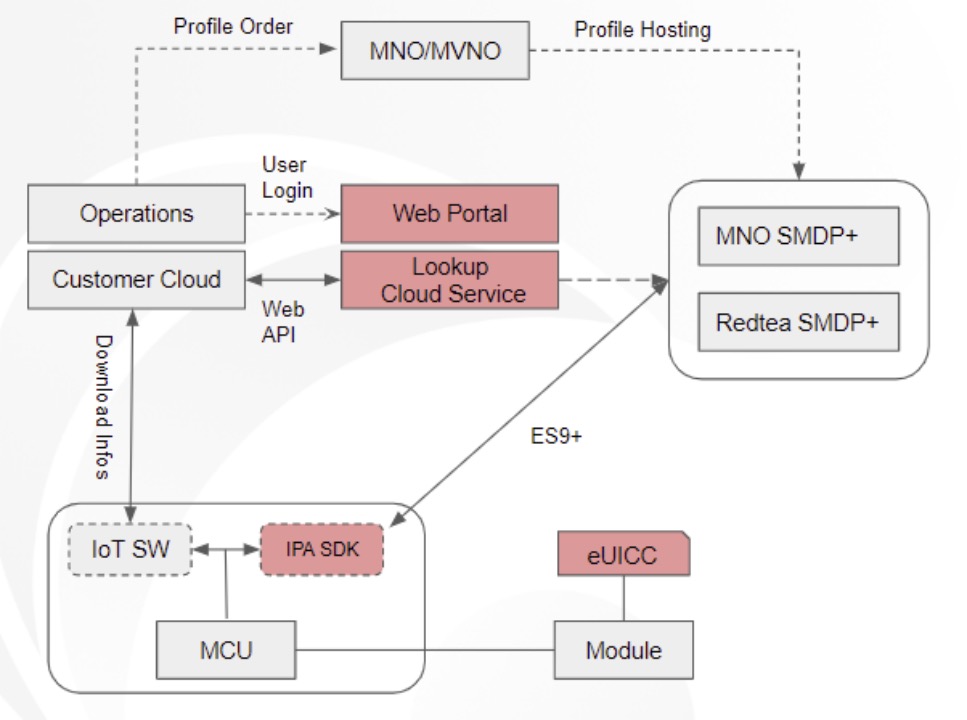 Profile Order
MNO/MVNO
Profile Hosting
User
Login
Operations
Web Portal
MNO SMDP+
Customer Cloud
Lookup
Cloud Service
Web
API
Redtea SMDP+
Download Infos
ES9+
IoT SW
IPA SDK
eUICC
MCU
Module